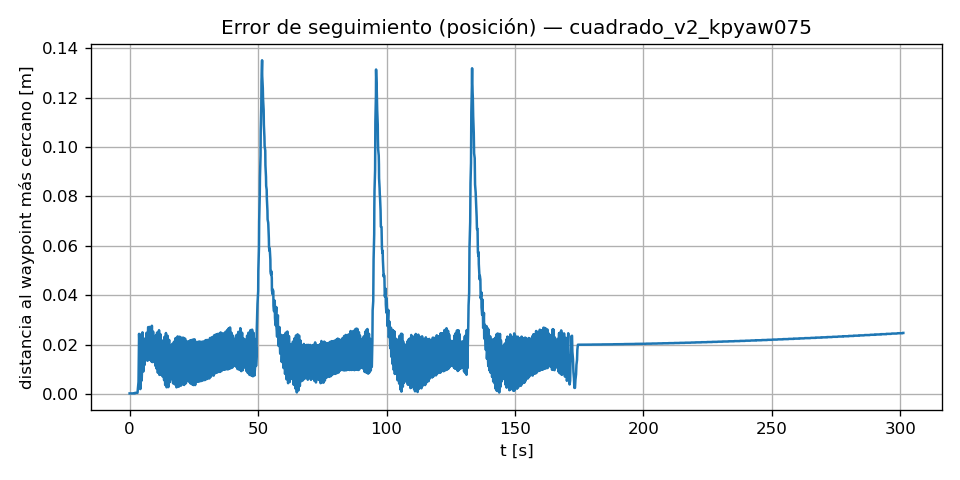 Error de seguimiento (posición) — cuadrado_v2_kpyaw075
distancia al waypoint más cercano [m]
0.14
0.12
0.10
0.08
0.06
0.04
0.02
0.00
0 50 100 150 200 250 300
t [s]